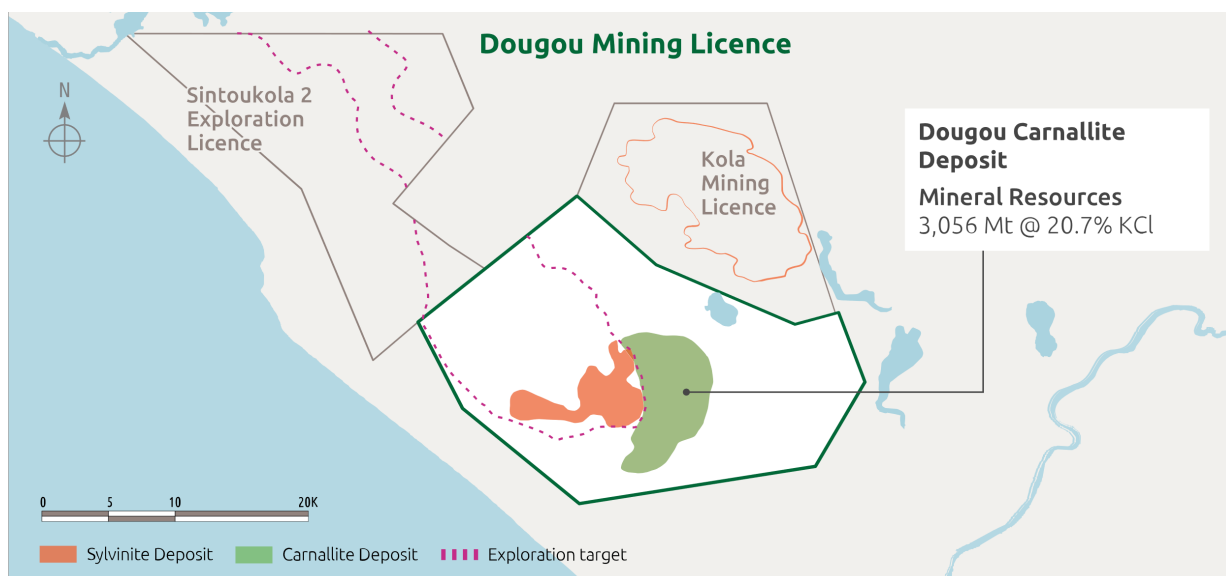 Dougou Mining Licence
N
Sintoukola 2
Exploration
Licence
Kola
Mining
Licence
Dougou Carnallite
Deposit
Mineral Resources
3,056 Mt @ 20.7% KCl
0 5 10 20K
Sylvinite Deposit Carnallite Deposit Exploration target